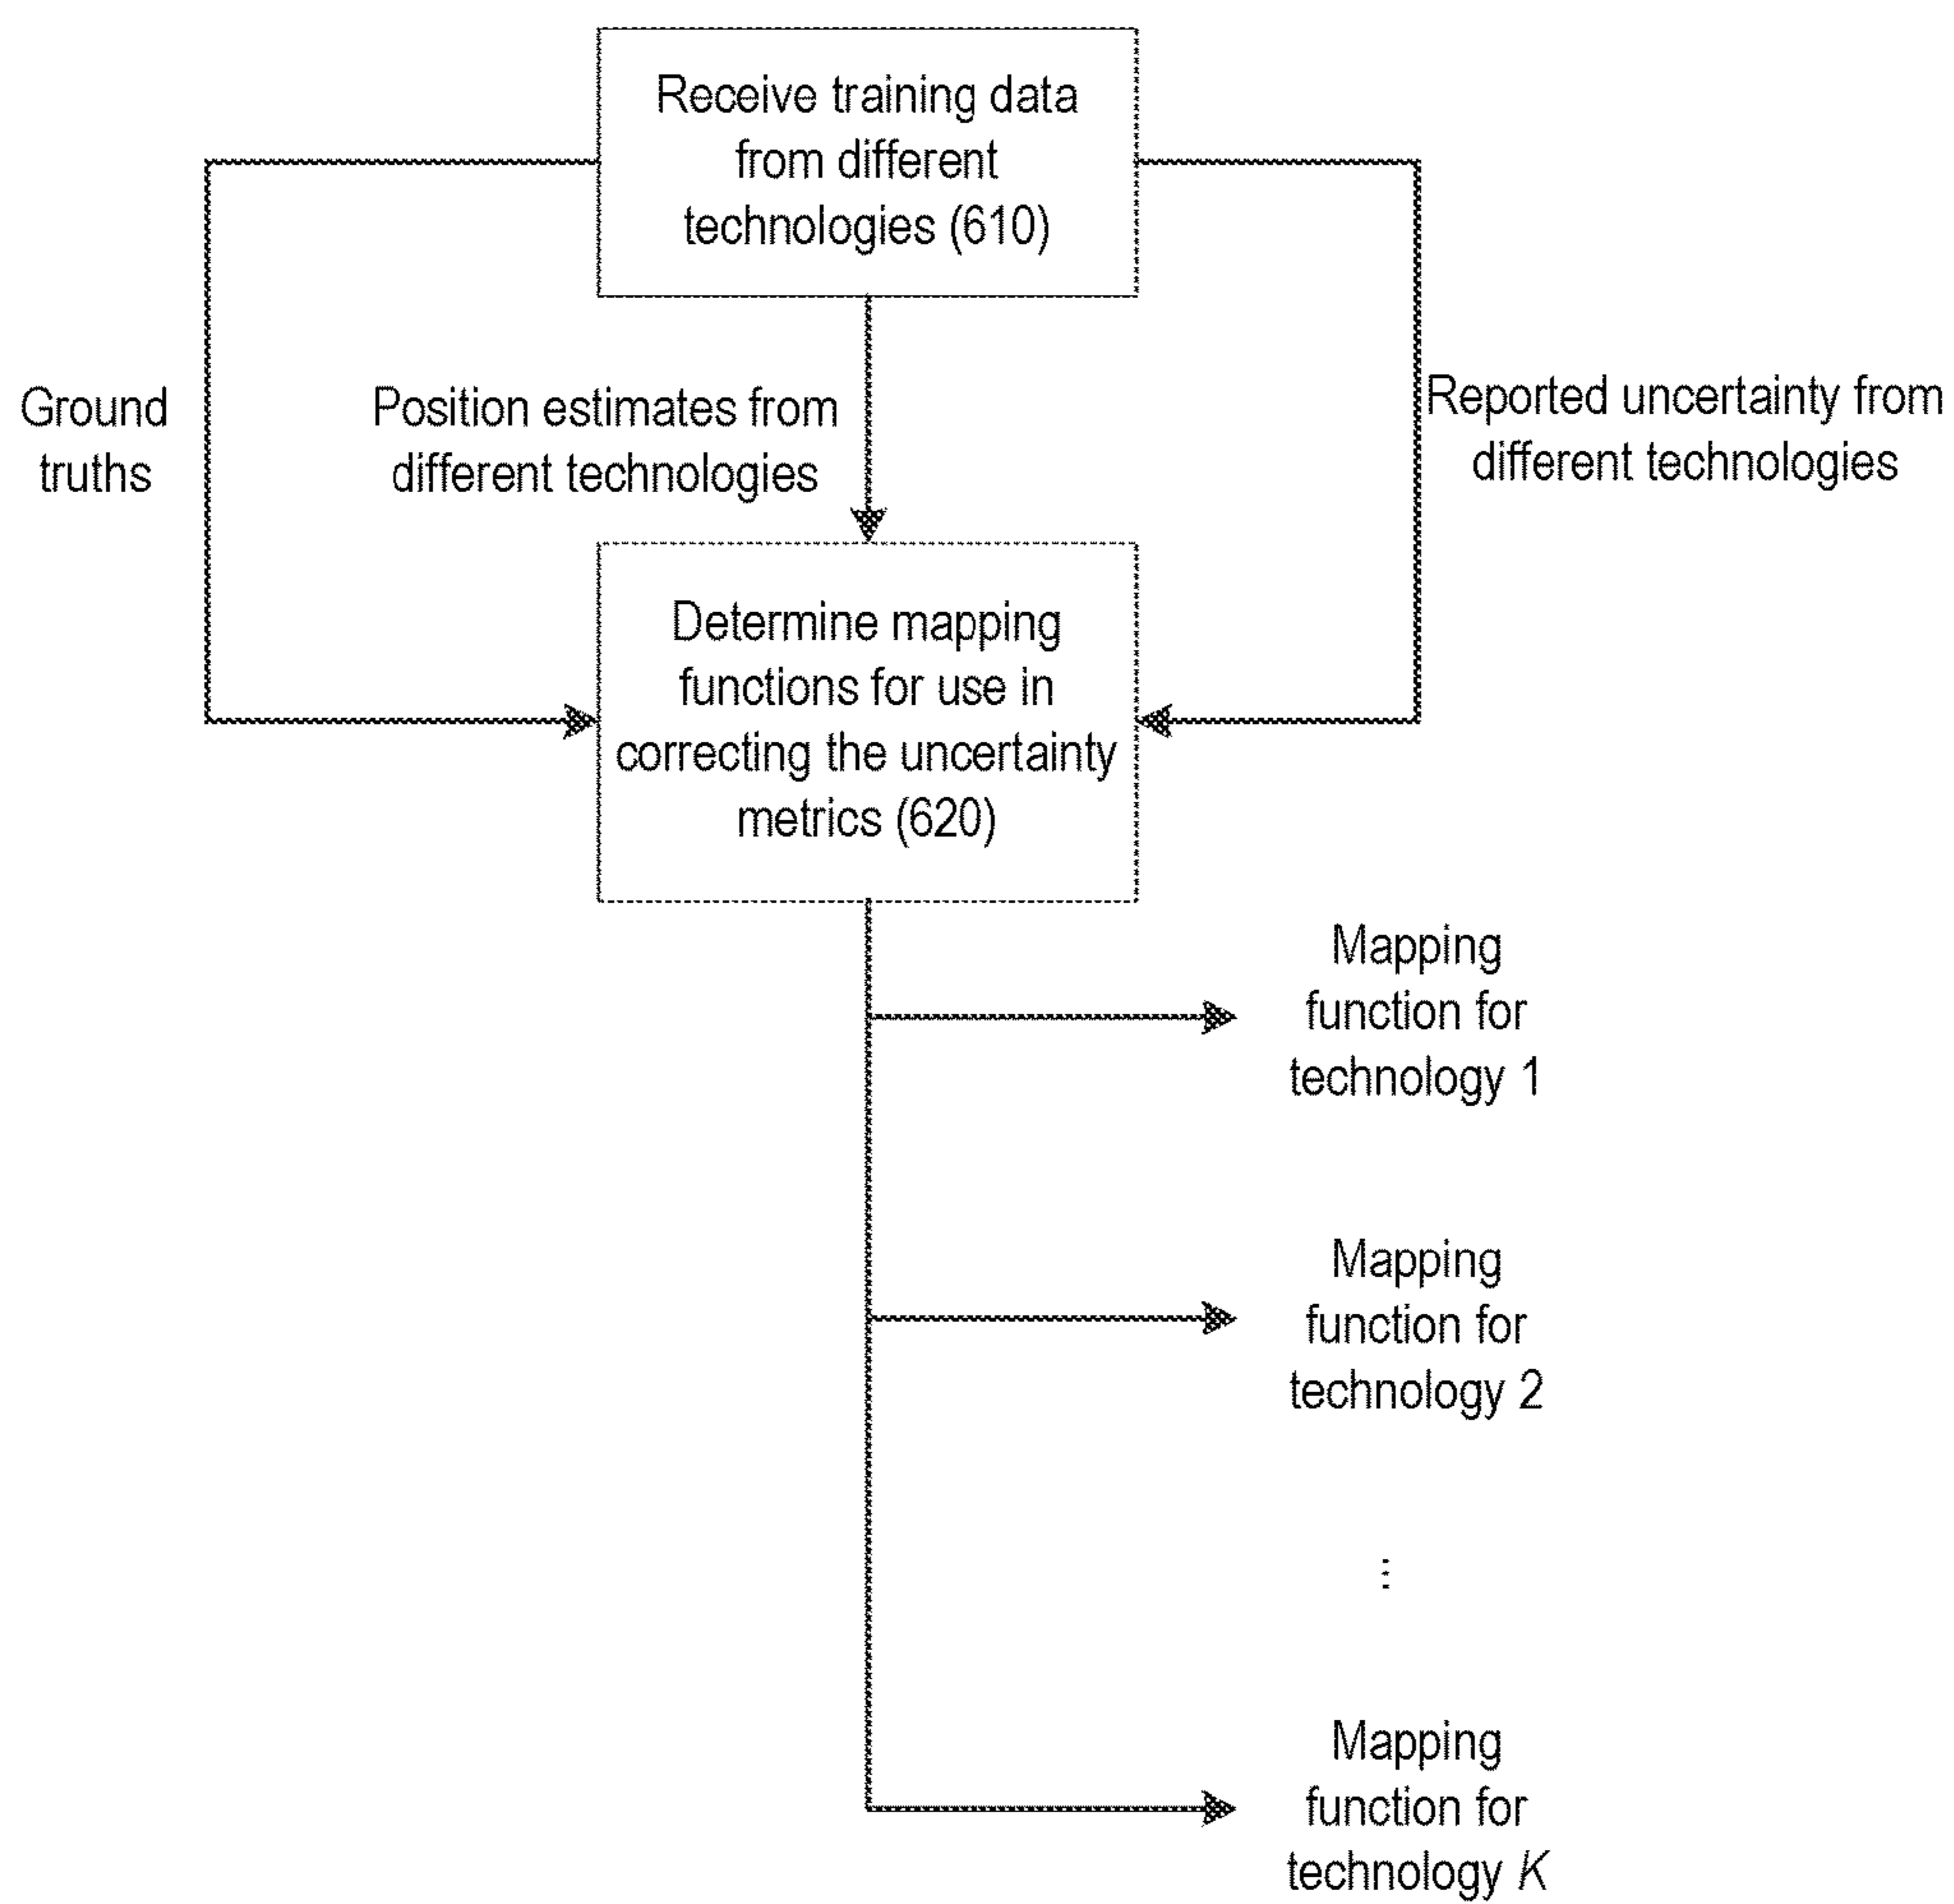 Receive training data
from different
technologies (610)
Ground
truths
Position estimates from
different technologies
Reported uncertainty from
different technologies
Determine mapping
functions for use in
correcting the uncertainty
metrics (620)
Mapping
function for
technology 1
Mapping
function for
technology 2
⋮
Mapping
function for
technology K